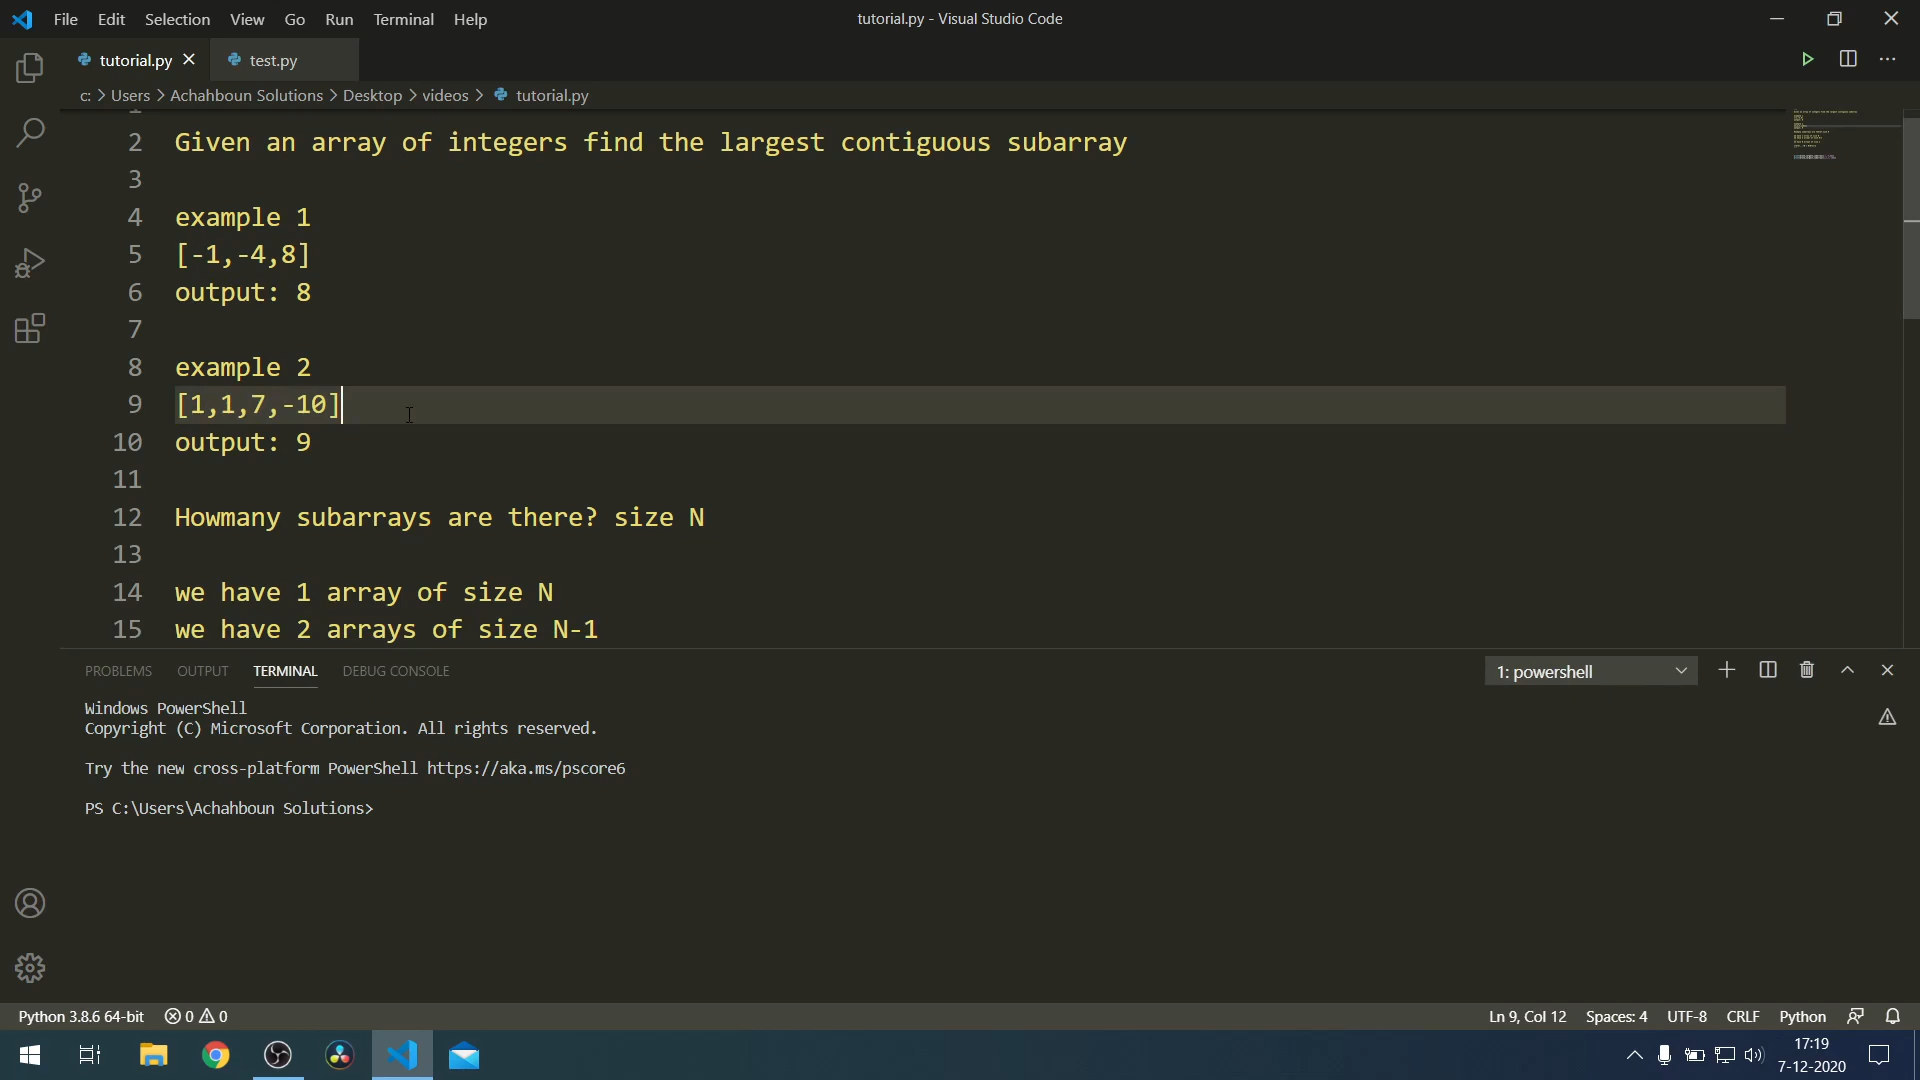 File Edit Selection View Go Run Terminal Help
tutorial.py - Visual Studio Code
tutorial.py
test.py
c: > Users > Achahboun Solutions > Desktop > videos > tutorial.py
2 Given an array of integers find the largest contiguous subarray
3
4 example 1
5 [-1,-4,8]
6 output: 8
7
8 example 2
9 [1,1,7,-10]
10 output: 9
11
12 Howmany subarrays are there? size N
13
14 we have 1 array of size N
15 we have 2 arrays of size N-1
PROBLEMS OUTPUT TERMINAL DEBUG CONSOLE
1: powershell
Windows PowerShell
Copyright (C) Microsoft Corporation. All rights reserved.
Try the new cross-platform PowerShell https://aka.ms/pscore6
PS C:\Users\Achahboun Solutions>
Python 3.8.6 64-bit 0 0
Ln 9, Col 12 Spaces: 4 UTF-8 CRLF Python
17:19
7-12-2020